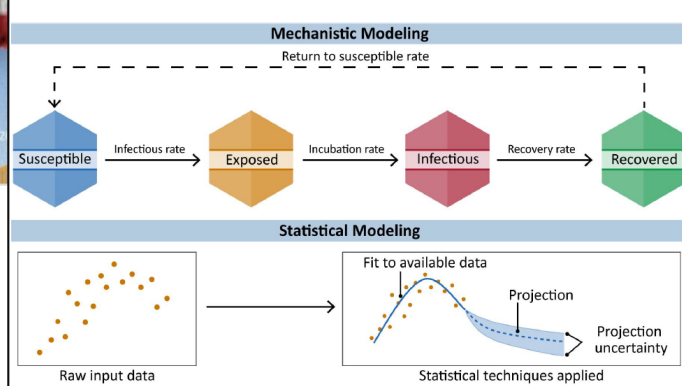 Mechanistic Modeling
Return to susceptible rate
Susceptible
Infectious rate
Exposed
Incubation rate
Infectious
Recovery rate
Recovered
Statistical Modeling
Fit to available data
Projection
Projection
uncertainty
Raw input data
Statistical techniques applied